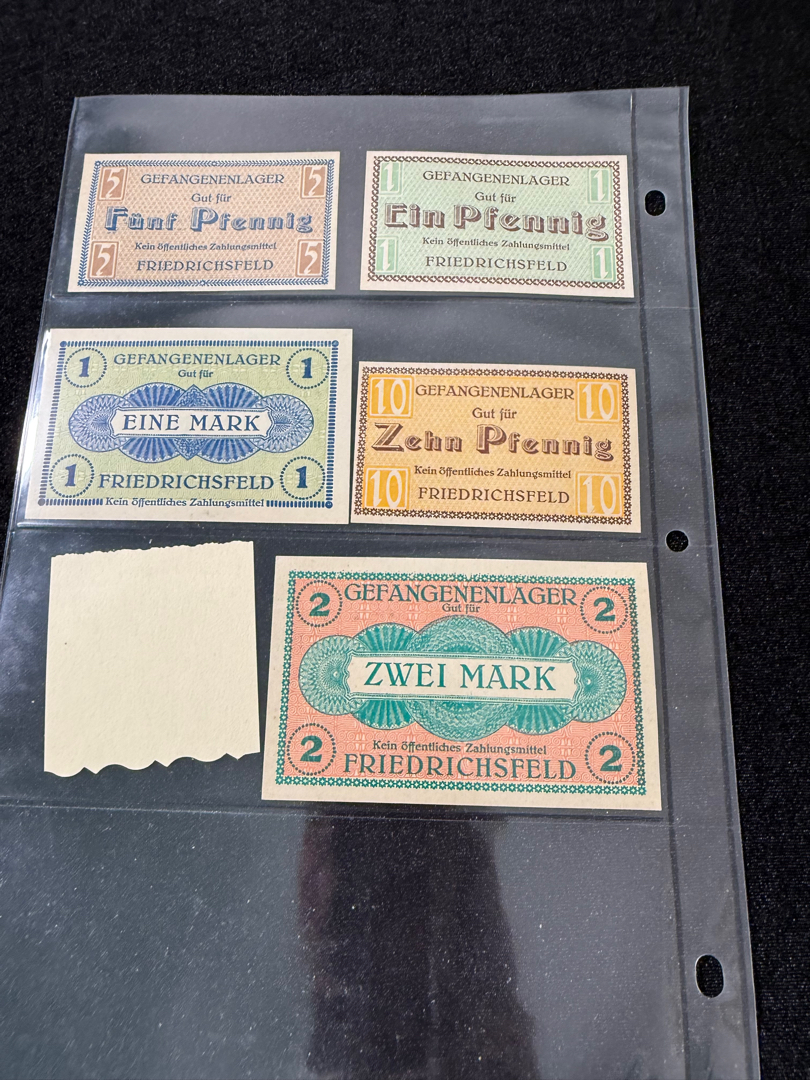 5 GEFANGENENLAGER 5
Gut für
Fünf Pfennig
Kein öffentliches Zahlungsmittel
5 FRIEDRICHSFELD 5
1 GEFANGENENLAGER 1
Gut für
Ein Pfennig
Kein öffentliches Zahlungsmittel
1 FRIEDRICHSFELD 1
1 GEFANGENENLAGER 1
Gut für
EINE MARK
1 FRIEDRICHSFELD 1
Kein öffentliches Zahlungsmittel
10 GEFANGENENLAGER 10
Gut für
Zehn Pfennig
Kein öffentliches Zahlungsmittel
10 FRIEDRICHSFELD 10
2 GEFANGENENLAGER 2
Gut für
ZWEI MARK
Kein öffentliches Zahlungsmittel
2 FRIEDRICHSFELD 2